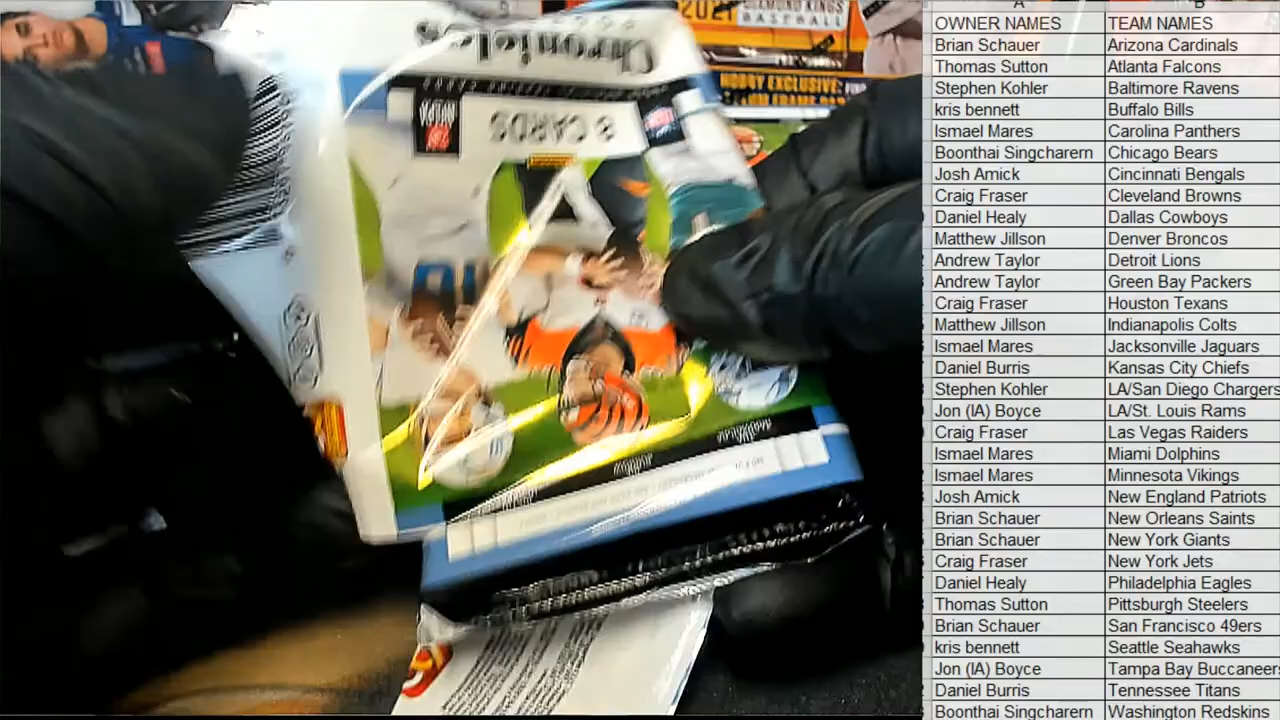 2021
DIAMOND KINGS
BASEBALL
HOBBY EXCLUSIVE:
Chronicles
8 CARDS
A
B
OWNER NAMES TEAM NAMES
Brian Schauer Arizona Cardinals
Thomas Sutton Atlanta Falcons
Stephen Kohler Baltimore Ravens
kris bennett Buffalo Bills
Ismael Mares Carolina Panthers
Boonthai Singcharern Chicago Bears
Josh Amick Cincinnati Bengals
Craig Fraser Cleveland Browns
Daniel Healy Dallas Cowboys
Matthew Jillson Denver Broncos
Andrew Taylor Detroit Lions
Andrew Taylor Green Bay Packers
Craig Fraser Houston Texans
Matthew Jillson Indianapolis Colts
Ismael Mares Jacksonville Jaguars
Daniel Burris Kansas City Chiefs
Stephen Kohler LA/San Diego Chargers
Jon (IA) Boyce LA/St. Louis Rams
Craig Fraser Las Vegas Raiders
Ismael Mares Miami Dolphins
Ismael Mares Minnesota Vikings
Josh Amick New England Patriots
Brian Schauer New Orleans Saints
Brian Schauer New York Giants
Craig Fraser New York Jets
Daniel Healy Philadelphia Eagles
Thomas Sutton Pittsburgh Steelers
Brian Schauer San Francisco 49ers
kris bennett Seattle Seahawks
Jon (IA) Boyce Tampa Bay Buccaneer
Daniel Burris Tennessee Titans
Boonthai Singcharern Washington Redskins